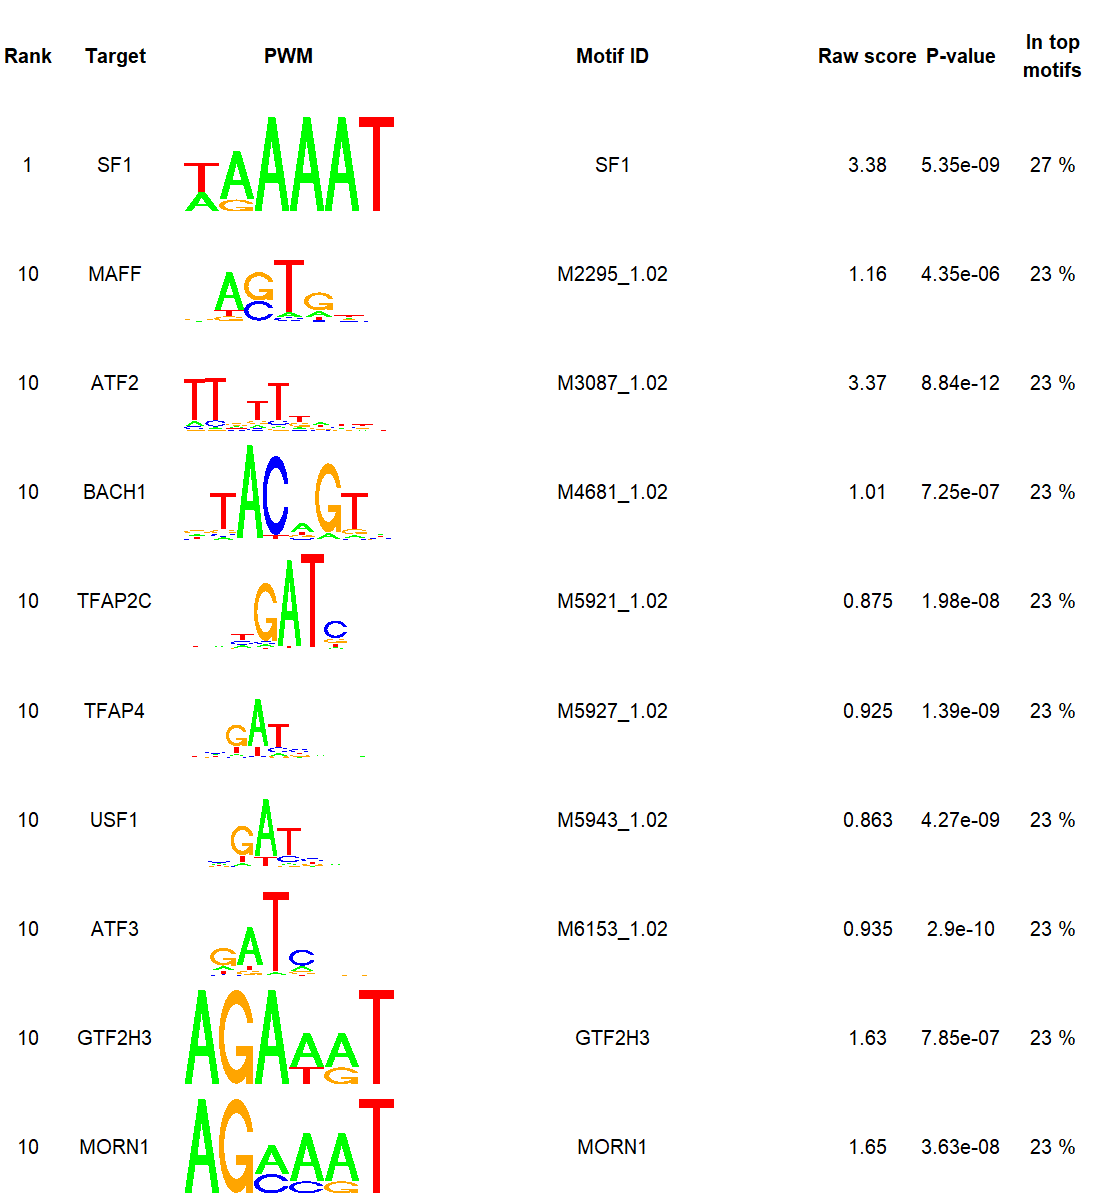 Rank Target PWM Motif ID Raw score P-value In top motifs
1 SF1 SF1 3.38 5.35e-09 27 %
10 MAFF M2295_1.02 1.16 4.35e-06 23 %
10 ATF2 M3087_1.02 3.37 8.84e-12 23 %
10 BACH1 M4681_1.02 1.01 7.25e-07 23 %
10 TFAP2C M5921_1.02 0.875 1.98e-08 23 %
10 TFAP4 M5927_1.02 0.925 1.39e-09 23 %
10 USF1 M5943_1.02 0.863 4.27e-09 23 %
10 ATF3 M6153_1.02 0.935 2.9e-10 23 %
10 GTF2H3 GTF2H3 1.63 7.85e-07 23 %
10 MORN1 MORN1 1.65 3.63e-08 23 %